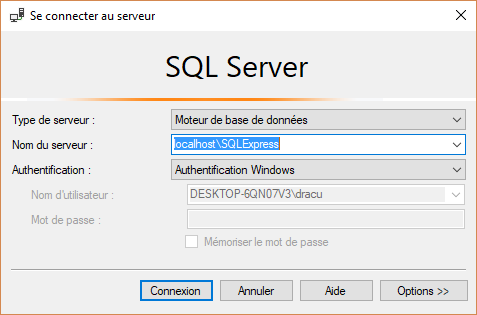 Se connecter au serveur
SQL Server
Type de serveur : Moteur de base de données
Nom du serveur : localhost\SQLExpress
Authentification : Authentification Windows
Nom d'utilisateur : DESKTOP-6QN07V3\dracu
Mot de passe :
Mémoriser le mot de passe
Connexion Annuler Aide Options >>